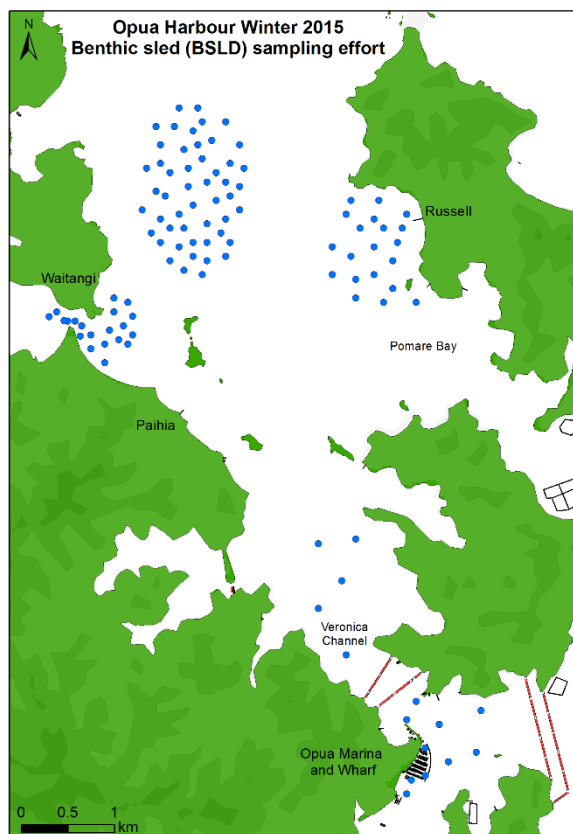 Opua Harbour Winter 2015
Benthic sled (BSLD) sampling effort
N
Russell
Waitangi
Pomare Bay
Paihia
Veronica
Channel
Opua Marina
and Wharf
0 0.5 1
km